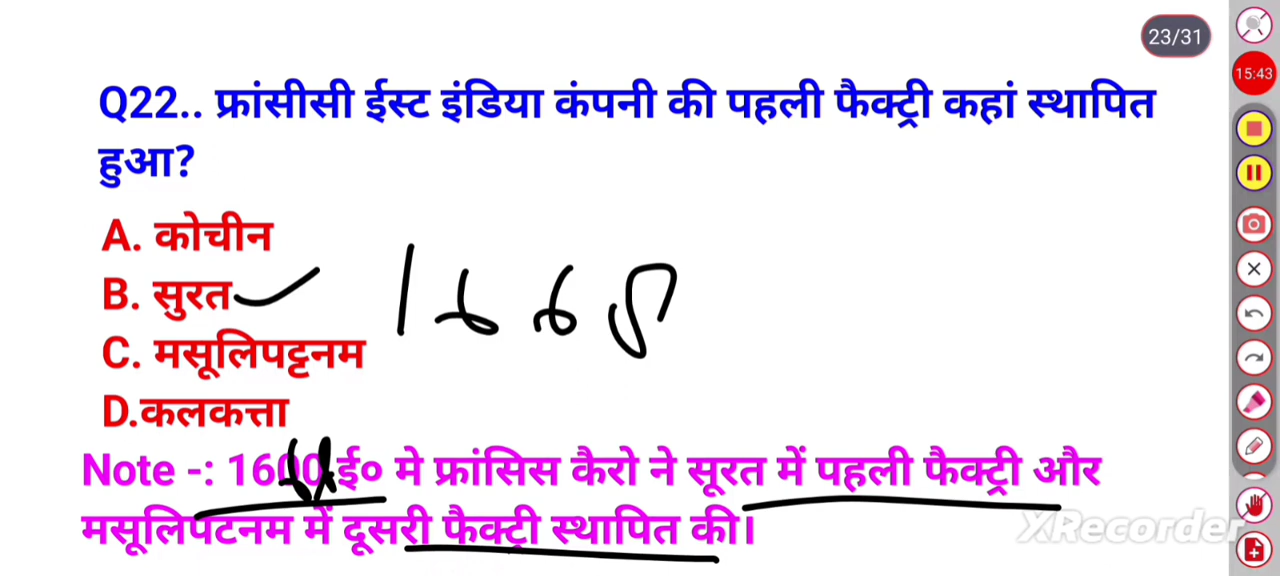 23/31
15:43
Q22.. फ्रांसीसी ईस्ट इंडिया कंपनी की पहली फैक्ट्री कहां स्थापित
हुआ?
A. कोचीन
B. सुरत
1668
C. मसूलिपट्टनम
D.कलकत्ता
Note -: 16 ई० मे फ्रांसिस कैरो ने सूरत में पहली फैक्ट्री और
मसूलिपटनम में दूसरी फैक्ट्री स्थापित की।
XRecorder